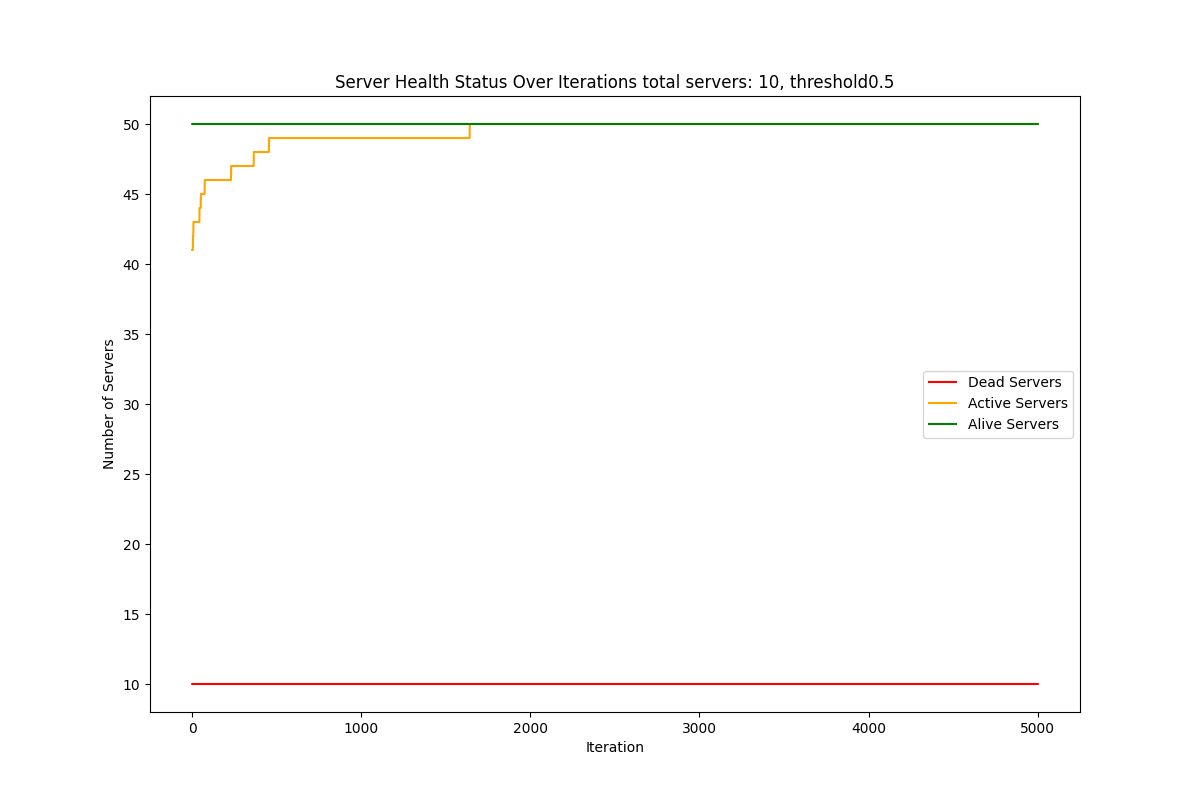 Server Health Status Over Iterations total servers: 10, threshold0.5
50
45
40
35
30
25
20
15
10
Number of Servers
Dead Servers
Active Servers
Alive Servers
0 1000 2000 3000 4000 5000
Iteration